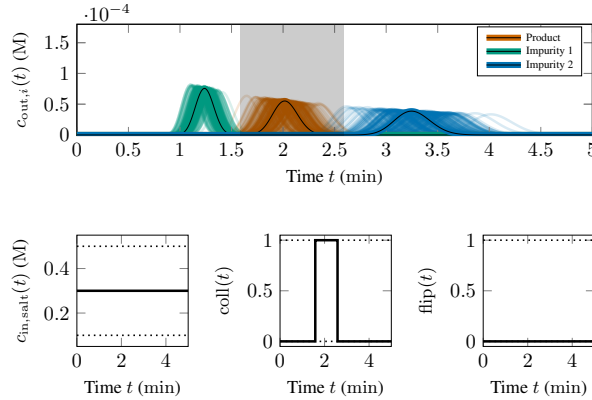 ·10⁻⁴
1.5
1
0.5
0
c_out,i(t) (M)
Product
Impurity 1
Impurity 2
0 0.5 1 1.5 2 2.5 3 3.5 4 4.5 5
Time t (min)
0.4
0.2
c_in,salt(t) (M)
0 2 4
Time t (min)
1
0.5
0
coll(t)
0 2 4
Time t (min)
1
0.5
0
flip(t)
0 2 4
Time t (min)